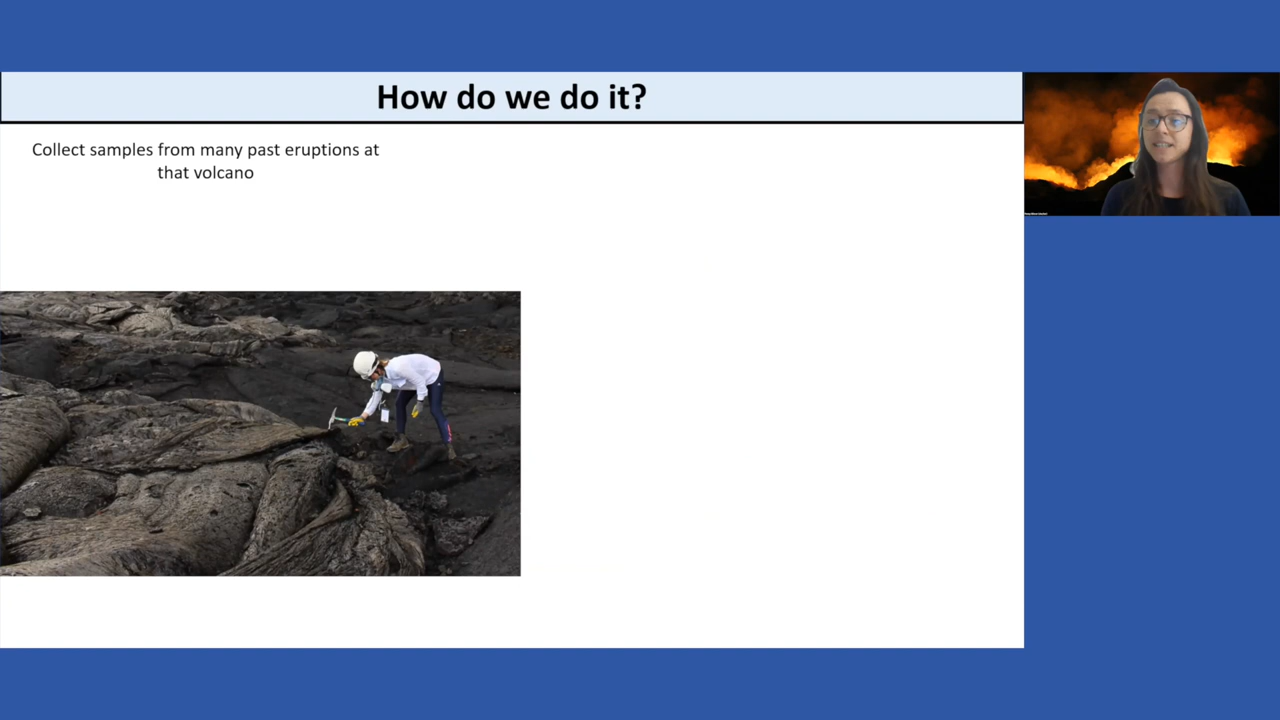 How do we do it?
Collect samples from many past eruptions at
that volcano